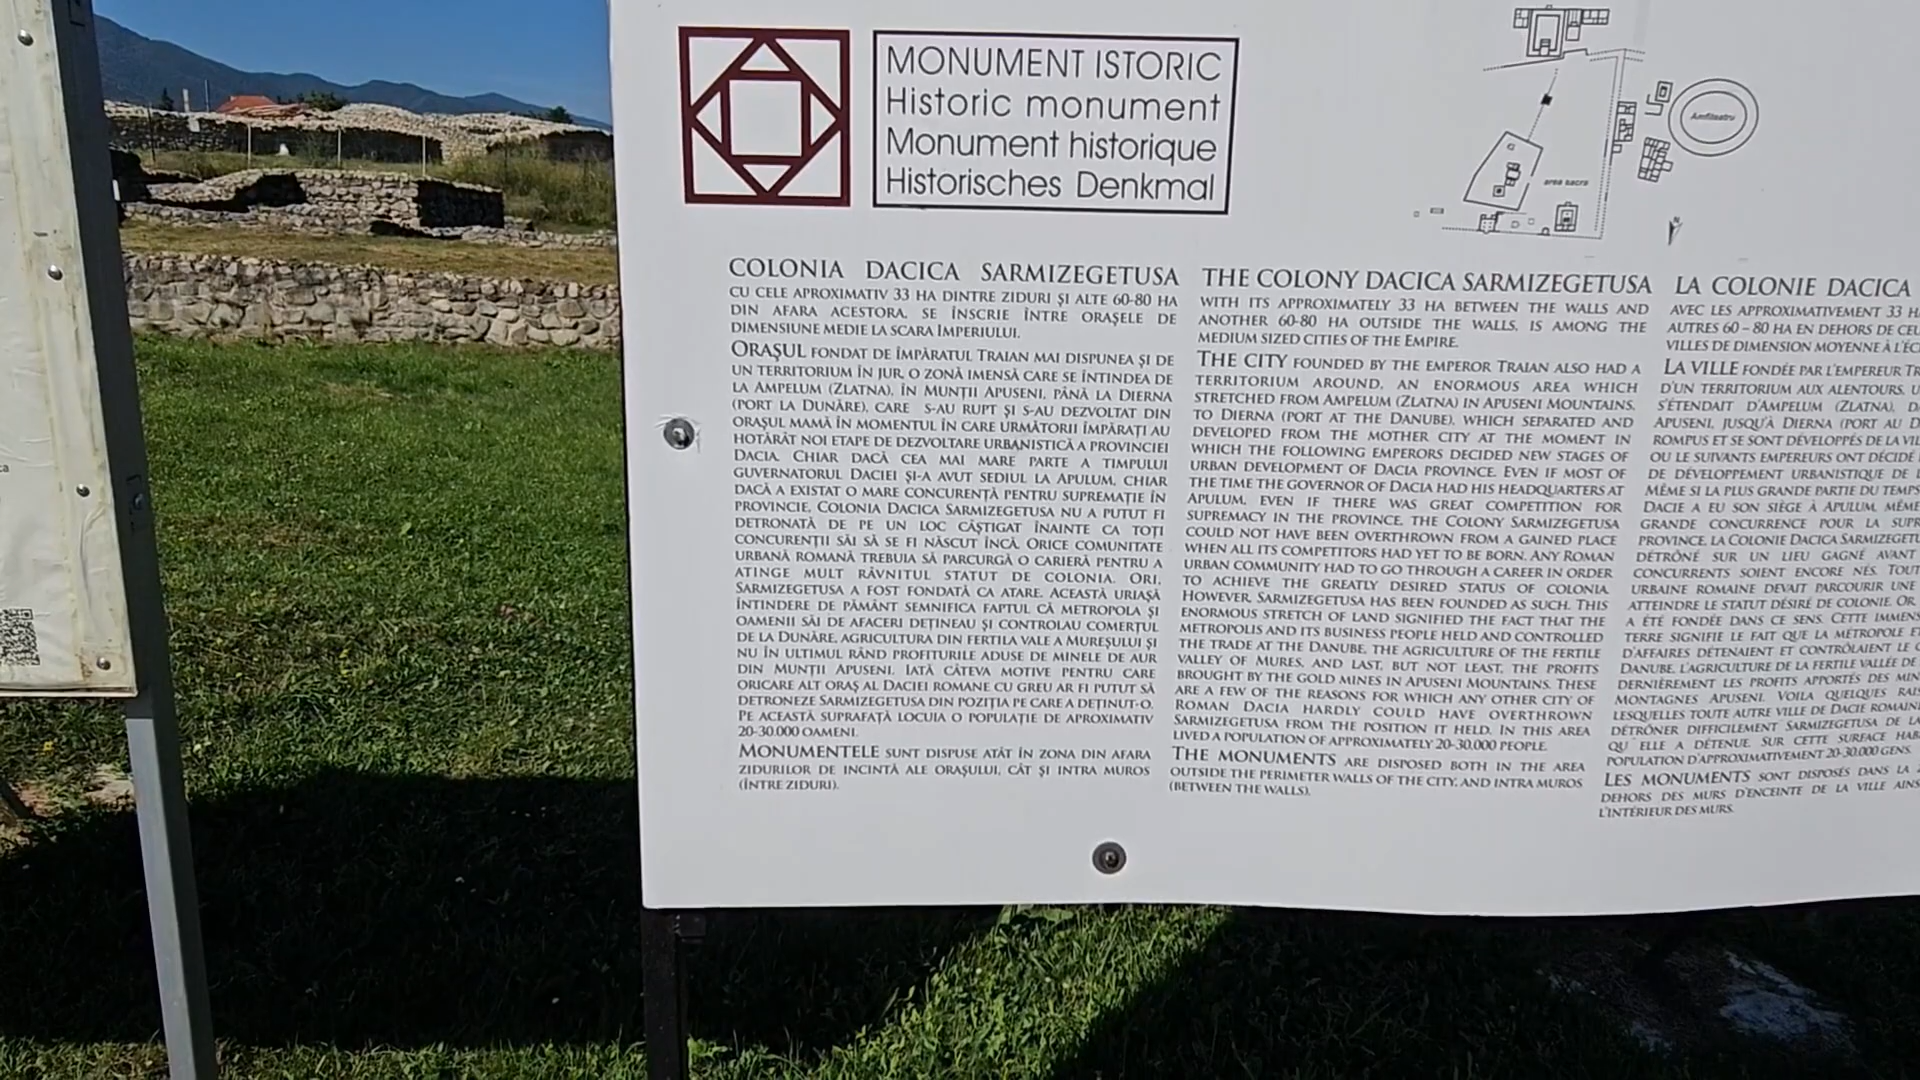 MONUMENT ISTORIC
Historic monument
Monument historique
Historisches Denkmal
Amfiteatru
area sacra
N
COLONIA DACICA SARMIZEGETUSA
CU CELE APROXIMATIV 33 HA DINTRE ZIDURI ȘI ALTE 60-80 HA
DIN AFARA ACESTORA, SE ÎNSCRIE ÎNTRE ORAȘELE DE
DIMENSIUNE MEDIE LA SCARA IMPERIULUI.
ORAȘUL FONDAT DE ÎMPĂRATUL TRAIAN MAI DISPUNEA ȘI DE
UN TERRITORIUM ÎN JUR, O ZONĂ IMENSĂ CARE SE ÎNTINDEA DE
LA AMPELUM (ZLATNA), ÎN MUNȚII APUSENI, PÂNĂ LA DIERNA
(PORT LA DUNĂRE), CARE S-AU RUPT ȘI S-AU DEZVOLTAT DIN
ORAȘUL MAMĂ ÎN MOMENTUL ÎN CARE URMĂTORII ÎMPĂRAȚI AU
HOTĂRÂT NOI ETAPE DE DEZVOLTARE URBANISTICĂ A PROVINCIEI
DACIA. CHIAR DACĂ CEA MAI MARE PARTE A TIMPULUI
GUVERNATORUL DACIEI ȘI-A AVUT SEDIUL LA APULUM, CHIAR
DACĂ A EXISTAT O MARE CONCURENȚĂ PENTRU SUPREMAȚIE ÎN
PROVINCIE, COLONIA DACICA SARMIZEGETUSA NU A PUTUT FI
DETRONATĂ DE PE UN LOC CÂȘTIGAT ÎNAINTE CA TOȚI
CONCURENȚII SĂI SĂ SE FI NĂSCUT ÎNCĂ. ORICE COMUNITATE
URBANĂ ROMANĂ TREBUIA SĂ PARCURGĂ O CARIERĂ PENTRU A
ATINGE MULT RÂVNITUL STATUT DE COLONIA. ORI,
SARMIZEGETUSA A FOST FONDATĂ CA ATARE. ACEASTĂ URIAȘĂ
ÎNTINDERE DE PĂMÂNT SEMNIFICA FAPTUL CĂ METROPOLA ȘI
OAMENII SĂI DE AFACERI DEȚINEAU ȘI CONTROLAU COMERȚUL
DE LA DUNĂRE, AGRICULTURA DIN FERTILA VALE A MUREȘULUI ȘI
NU ÎN ULTIMUL RÂND PROFITURILE ADUSE DE MINELE DE AUR
DIN MUNȚII APUSENI. IATĂ CÂTEVA MOTIVE PENTRU CARE
ORICARE ALT ORAȘ AL DACIEI ROMANE CU GREU AR FI PUTUT SĂ
DETRONEZE SARMIZEGETUSA DIN POZIȚIA PE CARE A DEȚINUT-O.
PE ACEASTĂ SUPRAFAȚĂ LOCUIA O POPULAȚIE DE APROXIMATIV
20-30.000 OAMENI.
MONUMENTELE SUNT DISPUSE ATÂT ÎN ZONA DIN AFARA
ZIDURILOR DE INCINTĂ ALE ORAȘULUI, CÂT ȘI INTRA MUROS
(ÎNTRE ZIDURI).
THE COLONY DACICA SARMIZEGETUSA
WITH ITS APPROXIMATELY 33 HA BETWEEN THE WALLS AND
ANOTHER 60-80 HA OUTSIDE THE WALLS, IS AMONG THE
MEDIUM SIZED CITIES OF THE EMPIRE.
THE CITY FOUNDED BY THE EMPEROR TRAIAN ALSO HAD A
TERRITORIUM AROUND, AN ENORMOUS AREA WHICH
STRETCHED FROM AMPELUM (ZLATNA) IN APUSENI MOUNTAINS,
TO DIERNA (PORT AT THE DANUBE), WHICH SEPARATED AND
DEVELOPED FROM THE MOTHER CITY AT THE MOMENT IN
WHICH THE FOLLOWING EMPERORS DECIDED NEW STAGES OF
URBAN DEVELOPMENT OF DACIA PROVINCE. EVEN IF MOST OF
THE TIME THE GOVERNOR OF DACIA HAD HIS HEADQUARTERS AT
APULUM, EVEN IF THERE WAS GREAT COMPETITION FOR
SUPREMACY IN THE PROVINCE, THE COLONY SARMIZEGETUSA
COULD NOT HAVE BEEN OVERTHROWN FROM A GAINED PLACE
WHEN ALL ITS COMPETITORS HAD YET TO BE BORN. ANY ROMAN
URBAN COMMUNITY HAD TO GO THROUGH A CAREER IN ORDER
TO ACHIEVE THE GREATLY DESIRED STATUS OF COLONIA.
HOWEVER, SARMIZEGETUSA HAS BEEN FOUNDED AS SUCH. THIS
ENORMOUS STRETCH OF LAND SIGNIFIED THE FACT THAT THE
METROPOLIS AND ITS BUSINESS PEOPLE HELD AND CONTROLLED
THE TRADE AT THE DANUBE, THE AGRICULTURE OF THE FERTILE
VALLEY OF MURES, AND LAST, BUT NOT LEAST, THE PROFITS
BROUGHT BY THE GOLD MINES IN APUSENI MOUNTAINS. THESE
ARE A FEW OF THE REASONS FOR WHICH ANY OTHER CITY OF
ROMAN DACIA HARDLY COULD HAVE OVERTHROWN
SARMIZEGETUSA FROM THE POSITION IT HELD. IN THIS AREA
LIVED A POPULATION OF APPROXIMATELY 20-30.000 PEOPLE.
THE MONUMENTS ARE DISPOSED BOTH IN THE AREA
OUTSIDE THE PERIMETER WALLS OF THE CITY, AND INTRA MUROS
(BETWEEN THE WALLS).
LA COLONIE DACICA
AVEC LES APPROXIMATIVEMENT 33
AUTRES 60 – 80 HA EN DEHORS DE
VILLES DE DIMENSION MOYENNE À
LA VILLE FONDÉE PAR L'EMPEREUR
D'UN TERRITORIUM AUX ALENTOURS,
S'ÉTENDAIT D'AMPELUM (ZLATNA),
APUSENI, JUSQU'À DIERNA (PORT AU
ROMPUS ET SE SONT DÉVELOPPÉS DE LA
OU LE SUIVANTS EMPEREURS ONT DÉCIDÉ
DE DÉVELOPPEMENT URBANISTIQUE DE
MÊME SI LA PLUS GRANDE PARTIE DU
DACIE A EU SON SIÈGE À APULUM,
GRANDE CONCURRENCE POUR LA
PROVINCE, LA COLONIE DACICA
DÉTRÔNÉ SUR UN LIEU GAGNÉ AVANT
CONCURRENTS SOIENT ENCORE NÉS.
URBAINE ROMAINE DEVAIT PARCOURIR UNE
ATTEINDRE LE STATUT DÉSIRÉ DE COLONIE. OR
A ÉTÉ FONDÉE DANS CE SENS. CETTE
TERRE SIGNIFIE LE FAIT QUE LA MÉTROPOLE
D'AFFAIRES DÉTENAIENT ET CONTRÔLAIENT LE
DANUBE, L'AGRICULTURE DE LA FERTILE VALLÉE DE
DERNIÈREMENT LES PROFITS APPORTÉS DES
MONTAGNES APUSENI. VOILA QUELQUES
LESQUELLES TOUTE AUTRE VILLE DE DACIE
DÉTRÔNER DIFFICILEMENT SARMIZEGETUSA DE LA
QU'ELLE A DÉTENUE. SUR CETTE SURFACE
POPULATION D'APPROXIMATIVEMENT 20-30.000 GENS.
LES MONUMENTS SONT DISPOSÉS DANS LA
DEHORS DES MURS D'ENCEINTE DE LA VILLE
L'INTÉRIEUR DES MURS.